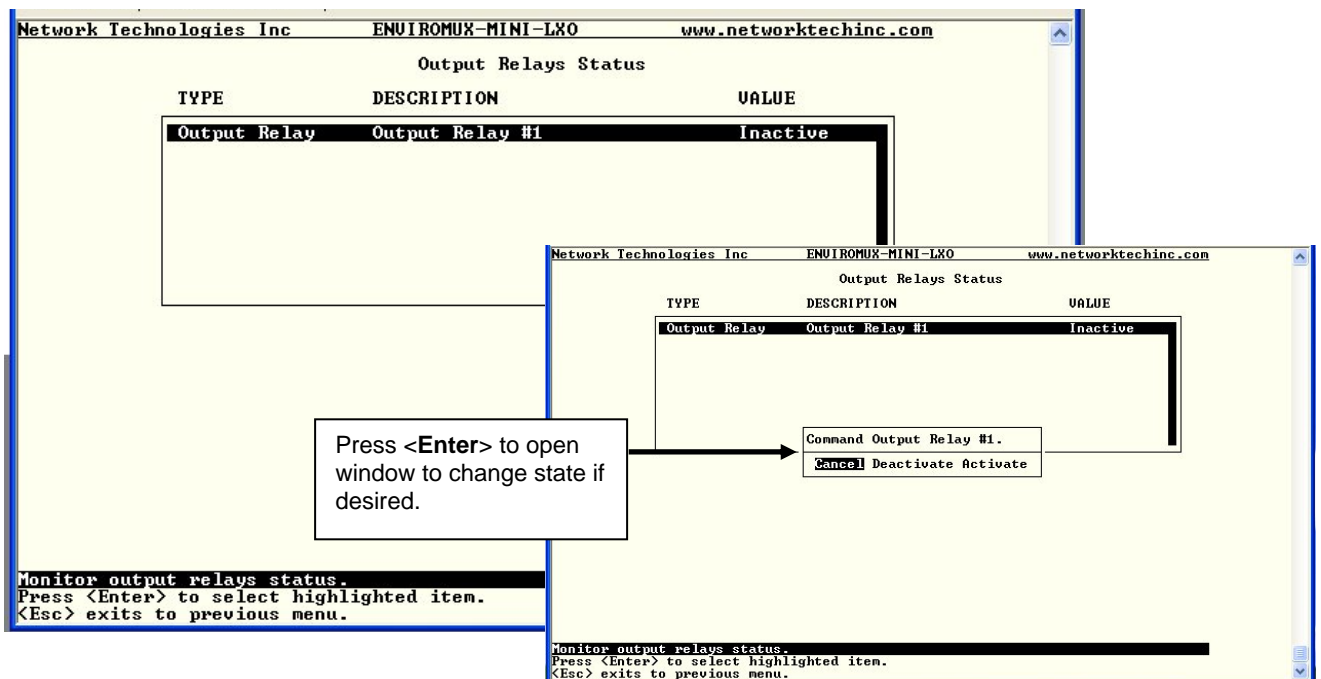 Network Technologies Inc ENVIROMUX-MINI-LXO www.networktechinc.com
Output Relays Status
TYPE DESCRIPTION VALUE
Output Relay Output Relay #1 Inactive
Monitor output relays status.
Press <Enter> to select highlighted item.
<Esc> exits to previous menu.
Press <Enter> to open
window to change state if
desired.
Network Technologies Inc ENVIROMUX-MINI-LXO www.networktechinc.com
Output Relays Status
TYPE DESCRIPTION VALUE
Output Relay Output Relay #1 Inactive
Command Output Relay #1.
Cancel Deactivate Activate
Monitor output relays status.
Press <Enter> to select highlighted item.
<Esc> exits to previous menu.